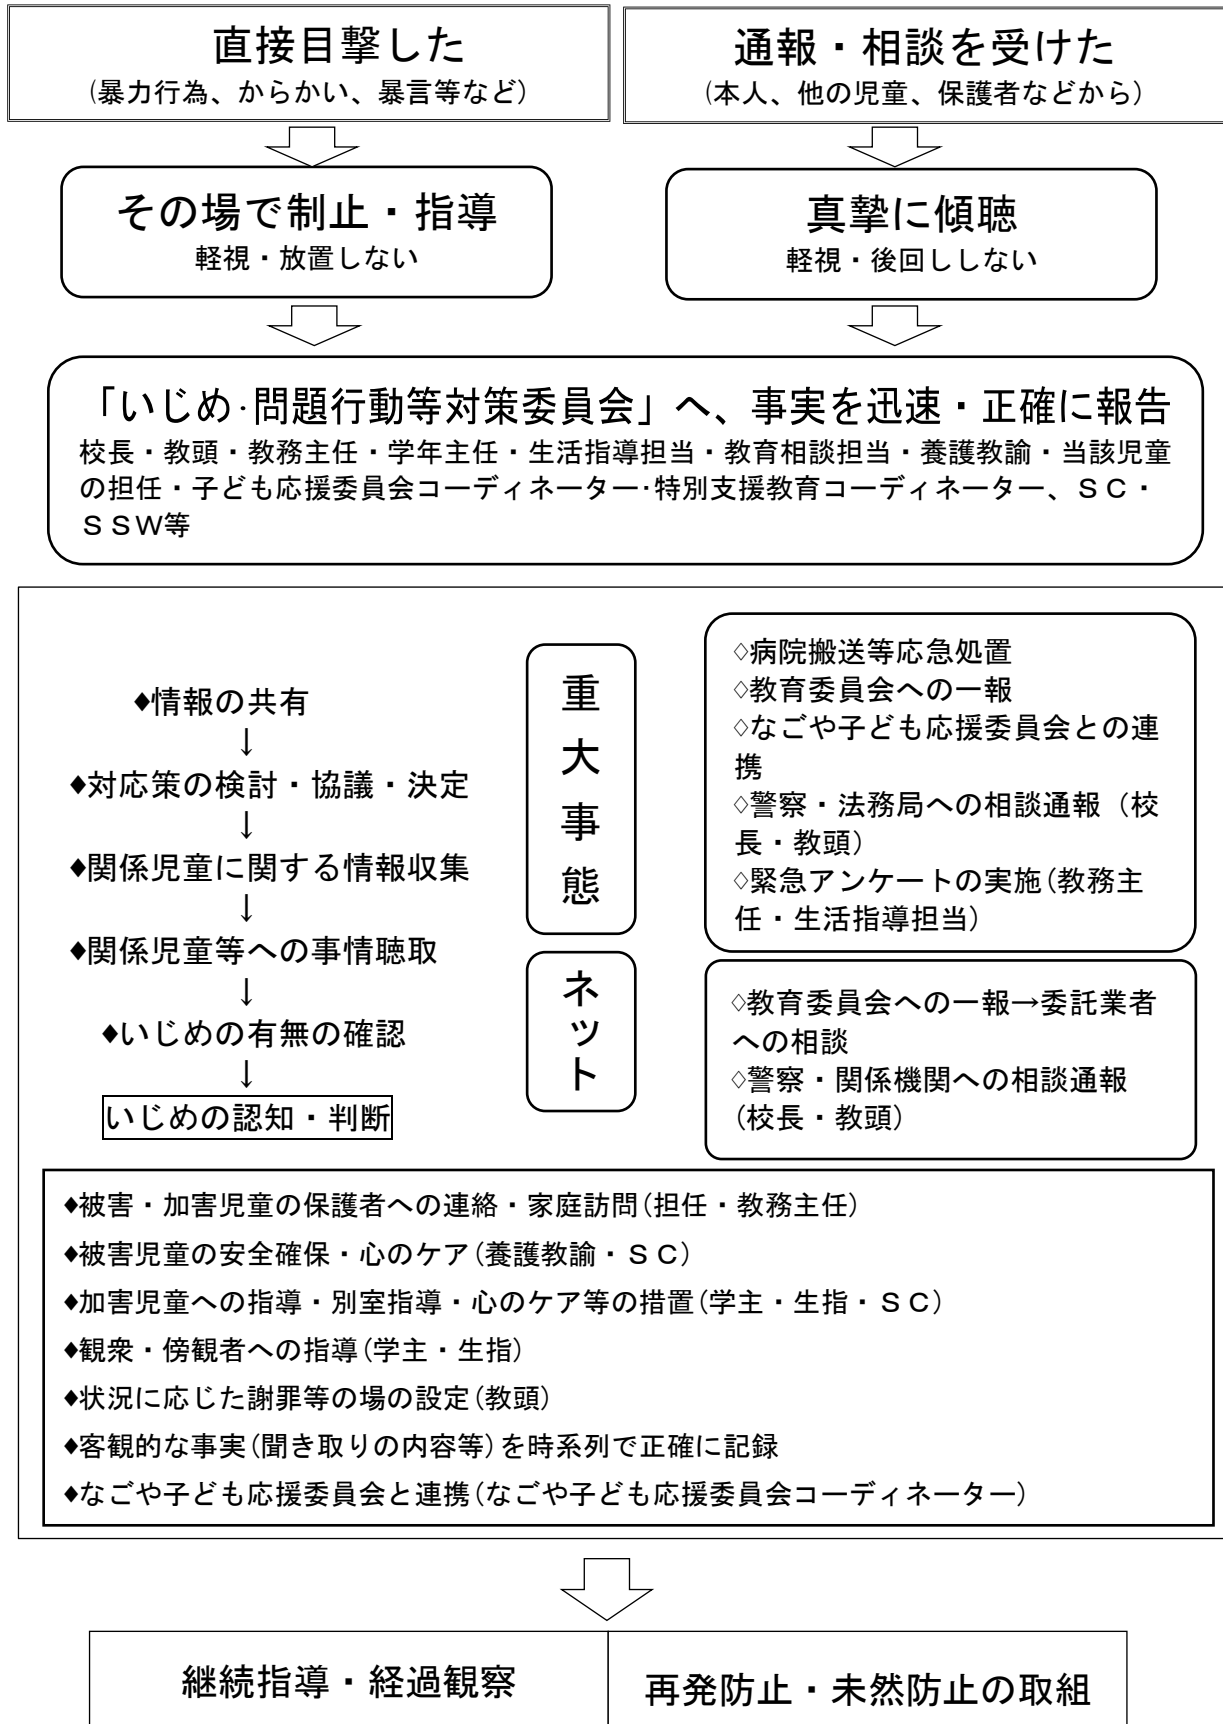 直接目撃した
(暴力行為、からかい、暴言等など)
通報・相談を受けた
(本人、他の児童、保護者などから)
その場で制止・指導
軽視・放置しない
真摯に傾聴
軽視・後回ししない
「いじめ・問題行動等対策委員会」へ、事実を迅速・正確に報告
校長・教頭・教務主任・学年主任・生活指導担当・教育相談担当・養護教諭・当該児童
の担任・子ども応援委員会コーディネーター・特別支援教育コーディネーター、ＳＣ・
ＳＳＷ等
♦情報の共有
↓
♦対応策の検討・協議・決定
↓
♦関係児童に関する情報収集
↓
♦関係児童等への事情聴取
↓
♦いじめの有無の確認
↓
いじめの認知・判断
重
大
事
態
♢病院搬送等応急処置
♢教育委員会への一報
♢なごや子ども応援委員会との連
携
♢警察・法務局への相談通報（校
長・教頭）
♢緊急アンケートの実施(教務主
任・生活指導担当)
ネ
ッ
ト
♢教育委員会への一報→委託業者
への相談
♢警察・関係機関への相談通報
(校長・教頭)
♦被害・加害児童の保護者への連絡・家庭訪問(担任・教務主任)
♦被害児童の安全確保・心のケア(養護教諭・ＳＣ)
♦加害児童への指導・別室指導・心のケア等の措置(学主・生指・ＳＣ)
♦観衆・傍観者への指導(学主・生指)
♦状況に応じた謝罪等の場の設定(教頭)
♦客観的な事実(聞き取りの内容等)を時系列で正確に記録
♦なごや子ども応援委員会と連携(なごや子ども応援委員会コーディネーター)
継続指導・経過観察
再発防止・未然防止の取組